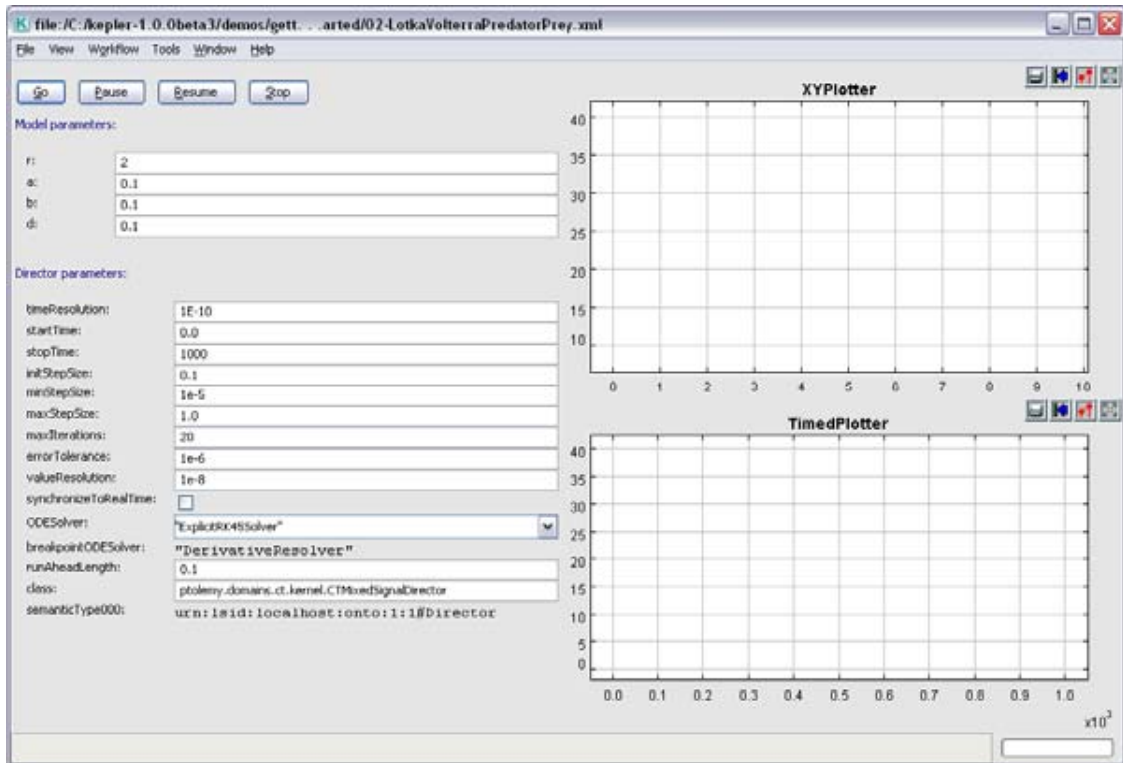 file:/C:/kepler-1.0.0beta3/demos/gett. . .arted/02-LotkaVolterraPredatorPrey.xml
File View Workflow Tools Window Help
Go Pause Resume Stop
Model parameters:
r: 2
a: 0.1
b: 0.1
d: 0.1
Director parameters:
timeResolution: 1E-10
startTime: 0.0
stopTime: 1000
initStepSize: 0.1
minStepSize: 1e-5
maxStepSize: 1.0
maxIterations: 20
errorTolerance: 1e-6
valueResolution: 1e-8
synchronizeToRealTime:
ODESolver: "ExplicitRK45Solver"
breakpointODESolver: "DerivativeResolver"
runAheadLength: 0.1
class: ptolemy.domains.ct.kernel.CTMixedSignalDirector
semanticType000: urn:lsid:localhost:onto:1:1#Director
XYPlotter
40
35
30
25
20
15
10
0 1 2 3 4 5 6 7 8 9 10
TimedPlotter
40
35
30
25
20
15
10
5
0
0.0 0.1 0.2 0.3 0.4 0.5 0.6 0.7 0.8 0.9 1.0
x10³